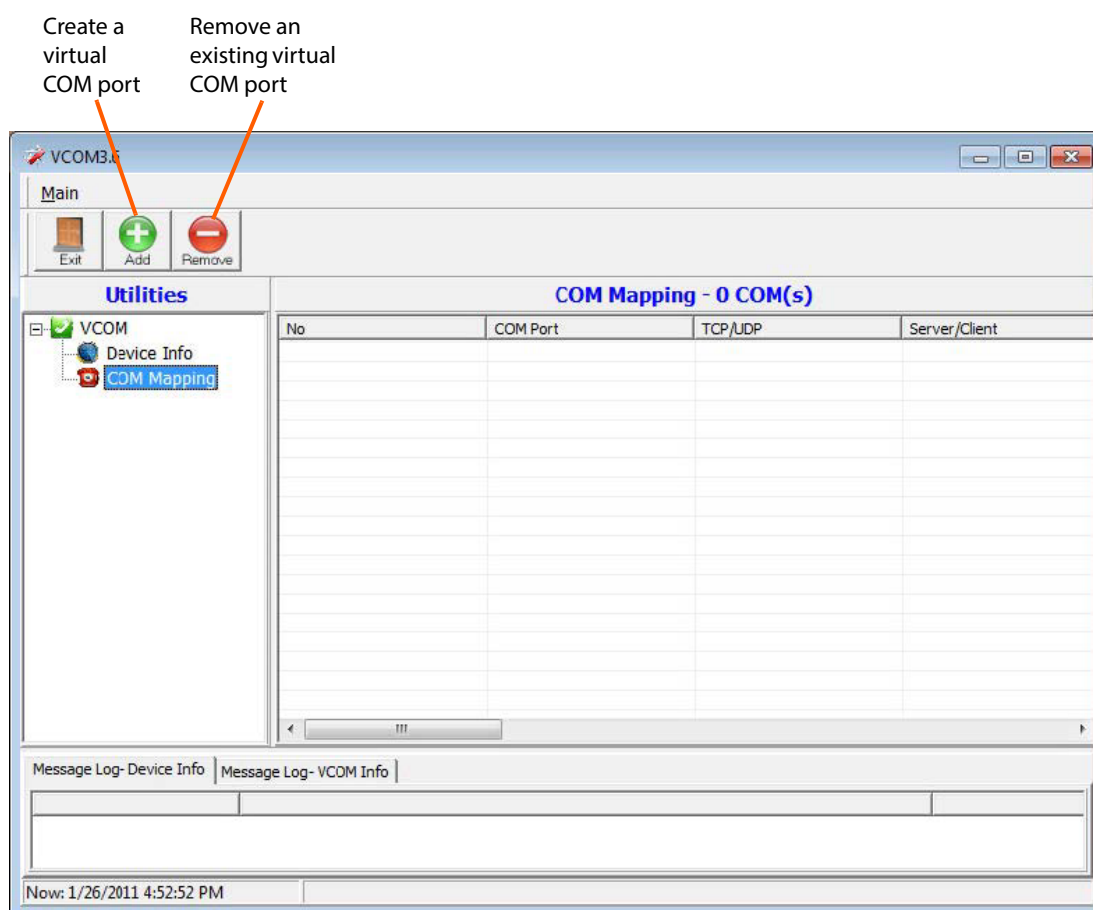 Create a
virtual
COM port
Remove an
existing virtual
COM port
VCOM3.6
Main
Exit
Add
Remove
Utilities
COM Mapping - 0 COM(s)
VCOM
Device Info
COM Mapping
No
COM Port
TCP/UDP
Server/Client
Message Log- Device Info
Message Log- VCOM Info
Now: 1/26/2011 4:52:52 PM